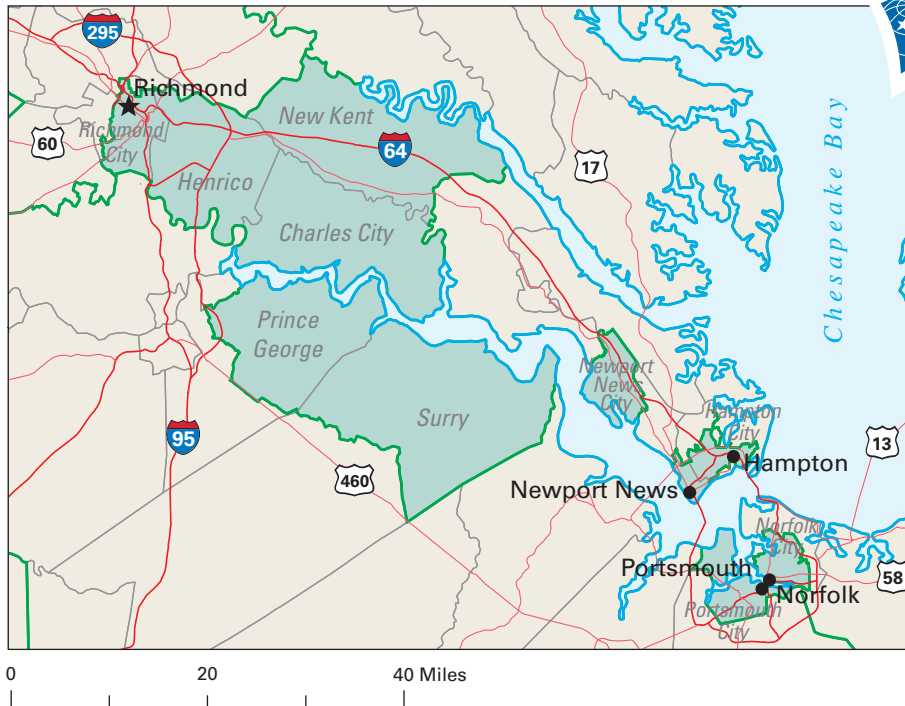 295
Richmond
60
Richmond
City
New Kent
64
17
Henrico
Charles City
Chesapeake Bay
Prince
George
Newport
News
City
Surry
Hampton
City
95
460
13
Hampton
Newport News
Norfolk
City
Portsmouth
58
Norfolk
Portsmouth
City
0
20
40 Miles